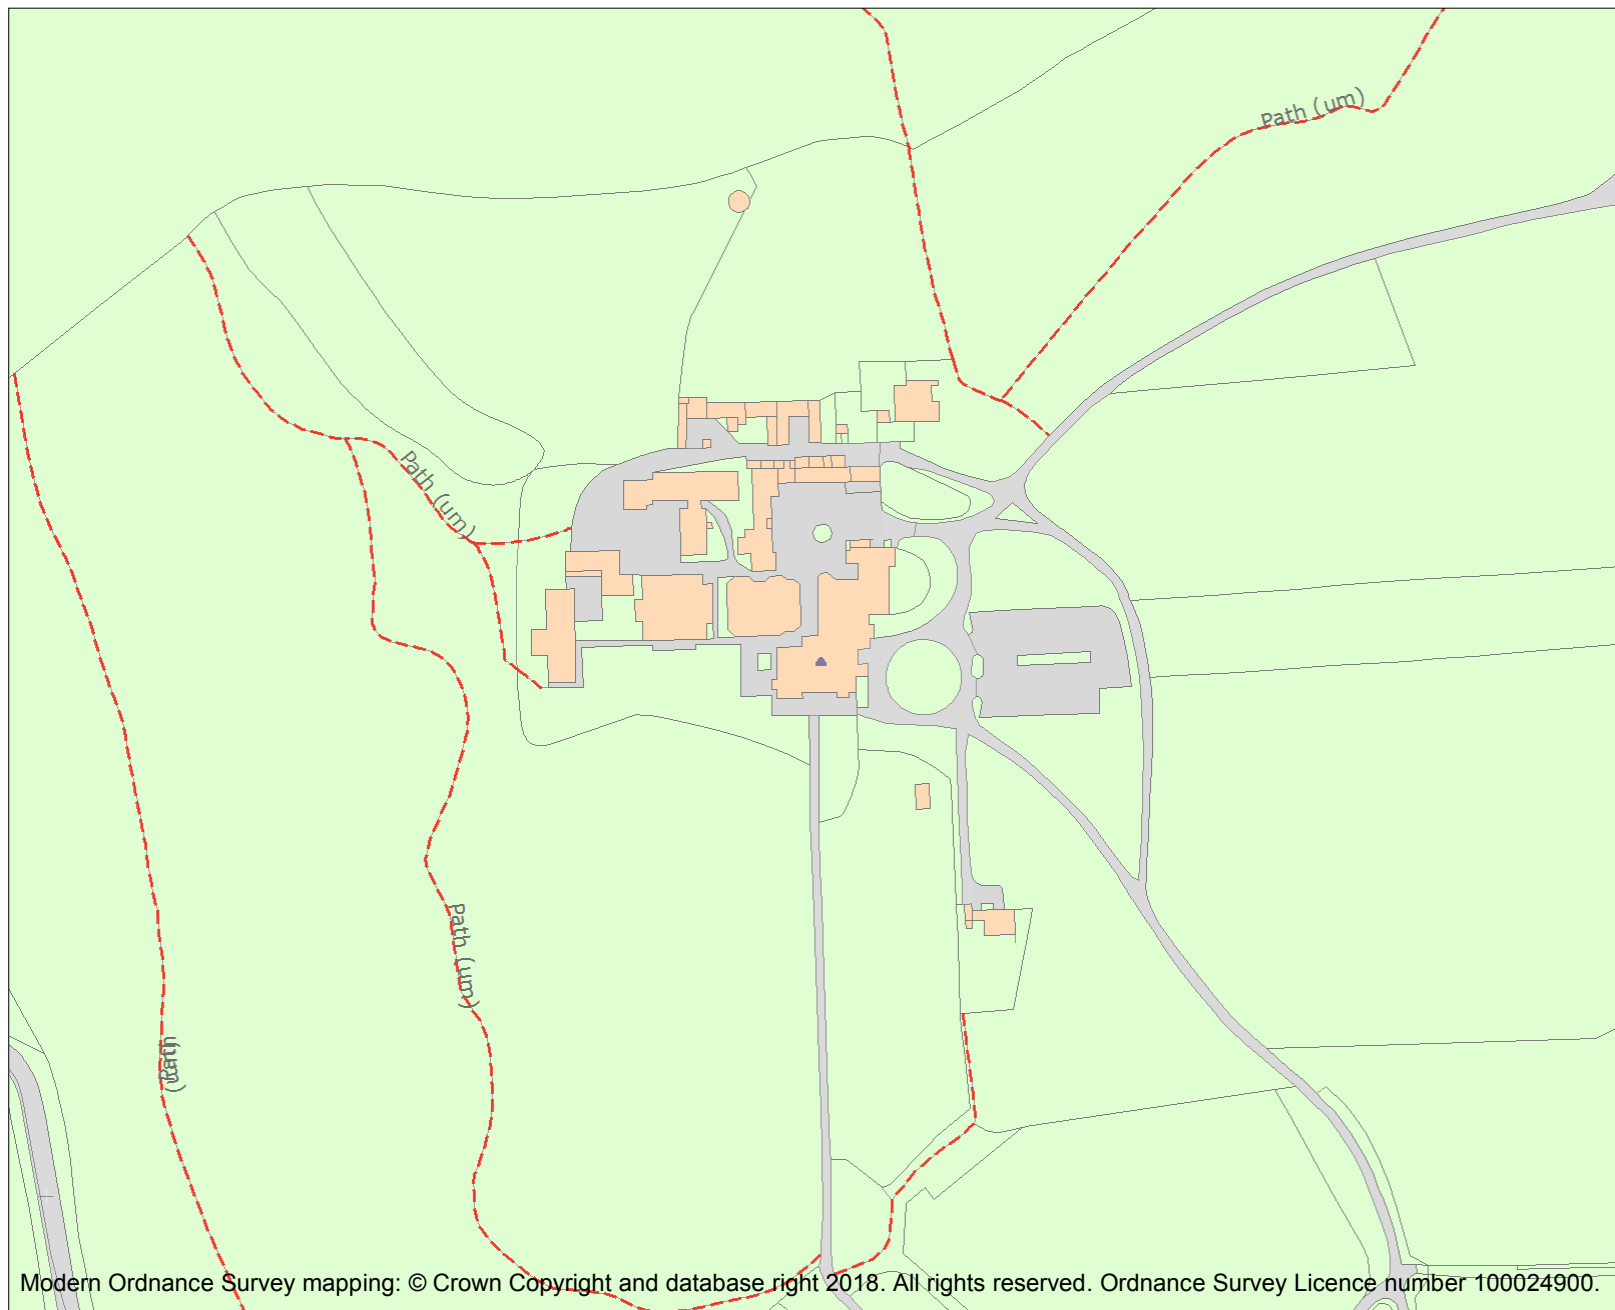 Path (um)
Path (um)
Path (um)
Path
(um)
Modern Ordnance Survey mapping: © Crown Copyright and database right 2018. All rights reserved. Ordnance Survey Licence number 100024900.